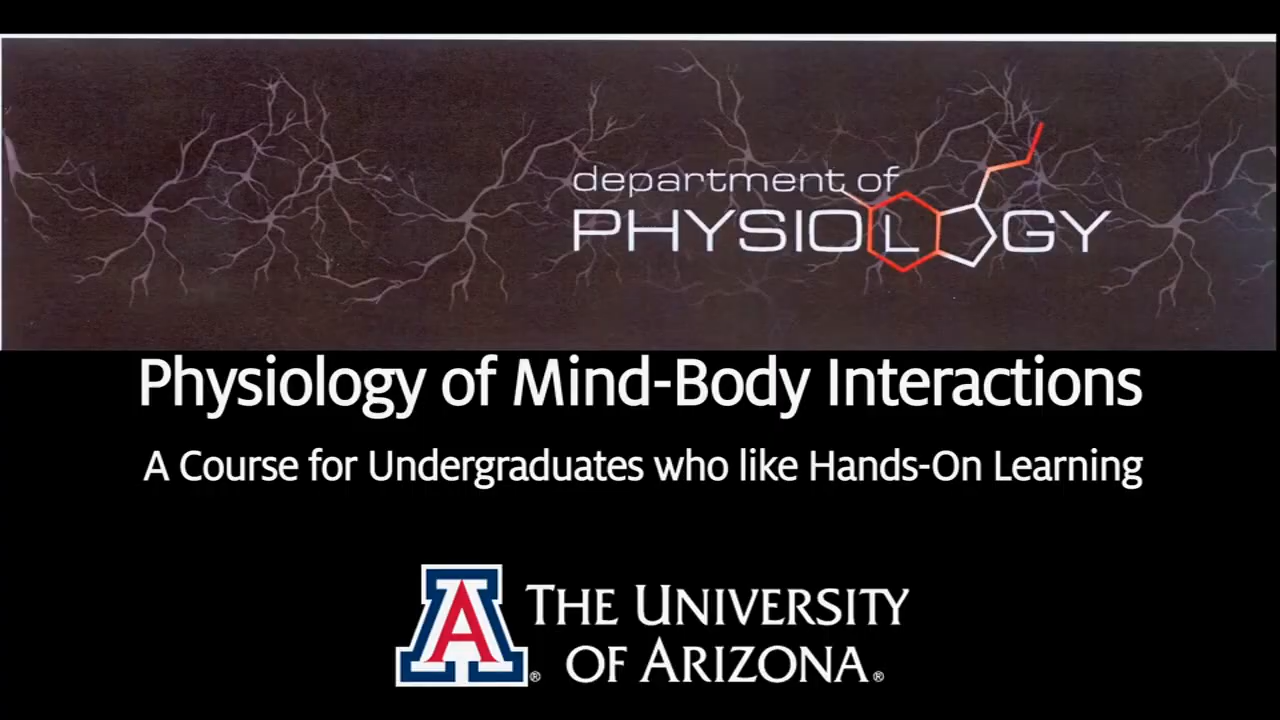 department of
PHYSIOLOGY
Physiology of Mind-Body Interactions
A Course for Undergraduates who like Hands-On Learning
A ® THE UNIVERSITY
OF ARIZONA ®